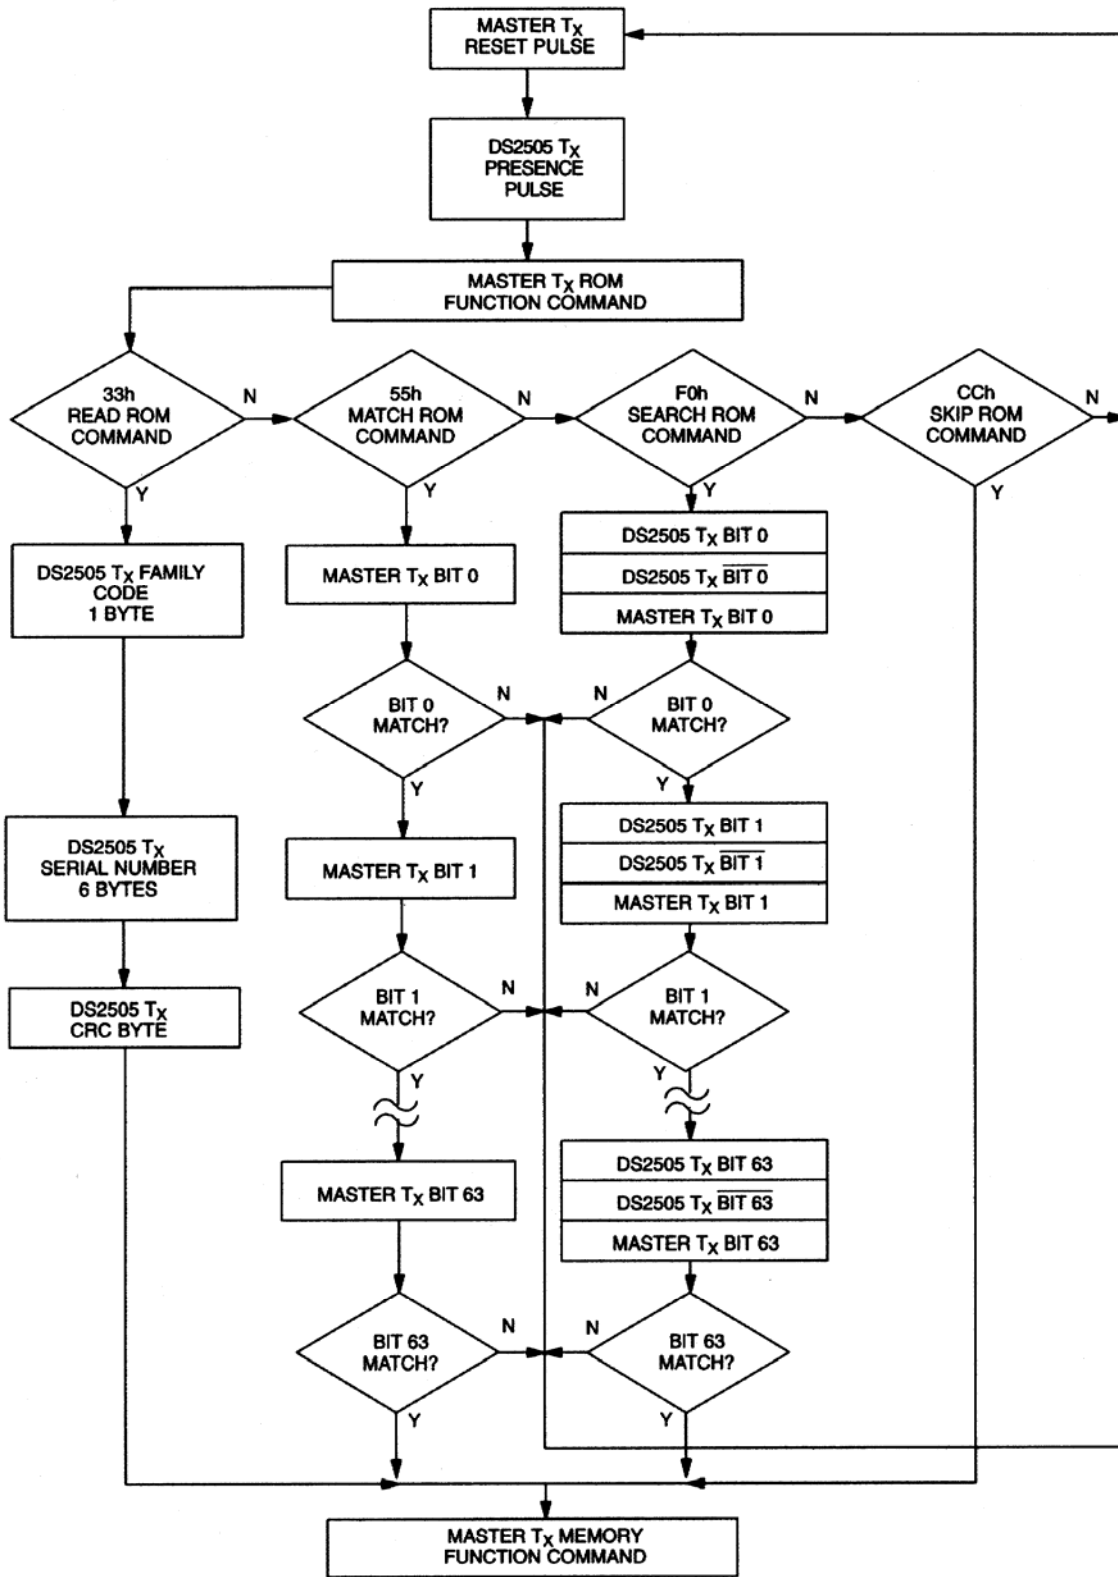 MASTER TX
RESET PULSE
DS2505 TX
PRESENCE
PULSE
MASTER TX ROM
FUNCTION COMMAND
33h
READ ROM
COMMAND
N
55h
MATCH ROM
COMMAND
N
F0h
SEARCH ROM
COMMAND
N
CCh
SKIP ROM
COMMAND
N
Y
Y
Y
Y
DS2505 TX FAMILY
CODE
1 BYTE
MASTER TX BIT 0
DS2505 TX BIT 0
DS2505 TX B̅I̅T̅ ̅0̅
MASTER TX BIT 0
BIT 0
MATCH?
N
N
BIT 0
MATCH?
Y
Y
DS2505 TX
SERIAL NUMBER
6 BYTES
MASTER TX BIT 1
DS2505 TX BIT 1
DS2505 TX B̅I̅T̅ ̅1̅
MASTER TX BIT 1
DS2505 TX
CRC BYTE
BIT 1
MATCH?
N
N
BIT 1
MATCH?
Y
Y
MASTER TX BIT 63
DS2505 TX BIT 63
DS2505 TX B̅I̅T̅ ̅6̅3̅
MASTER TX BIT 63
BIT 63
MATCH?
N
N
BIT 63
MATCH?
Y
Y
MASTER TX MEMORY
FUNCTION COMMAND